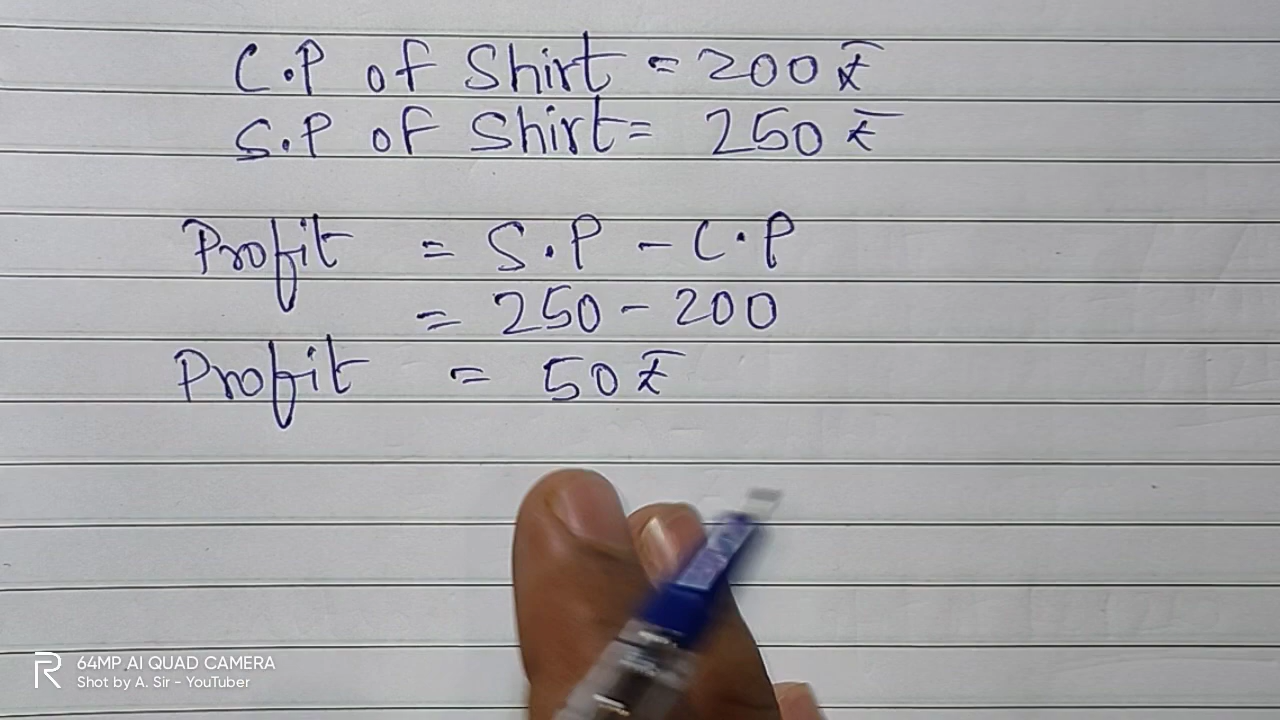 C.P of Shirt = 200 ₹
S.P of Shirt = 250 ₹
Profit = S.P - C.P
= 250 - 200
Profit = 50 ₹
64MP AI QUAD CAMERA
Shot by A. Sir - YouTuber